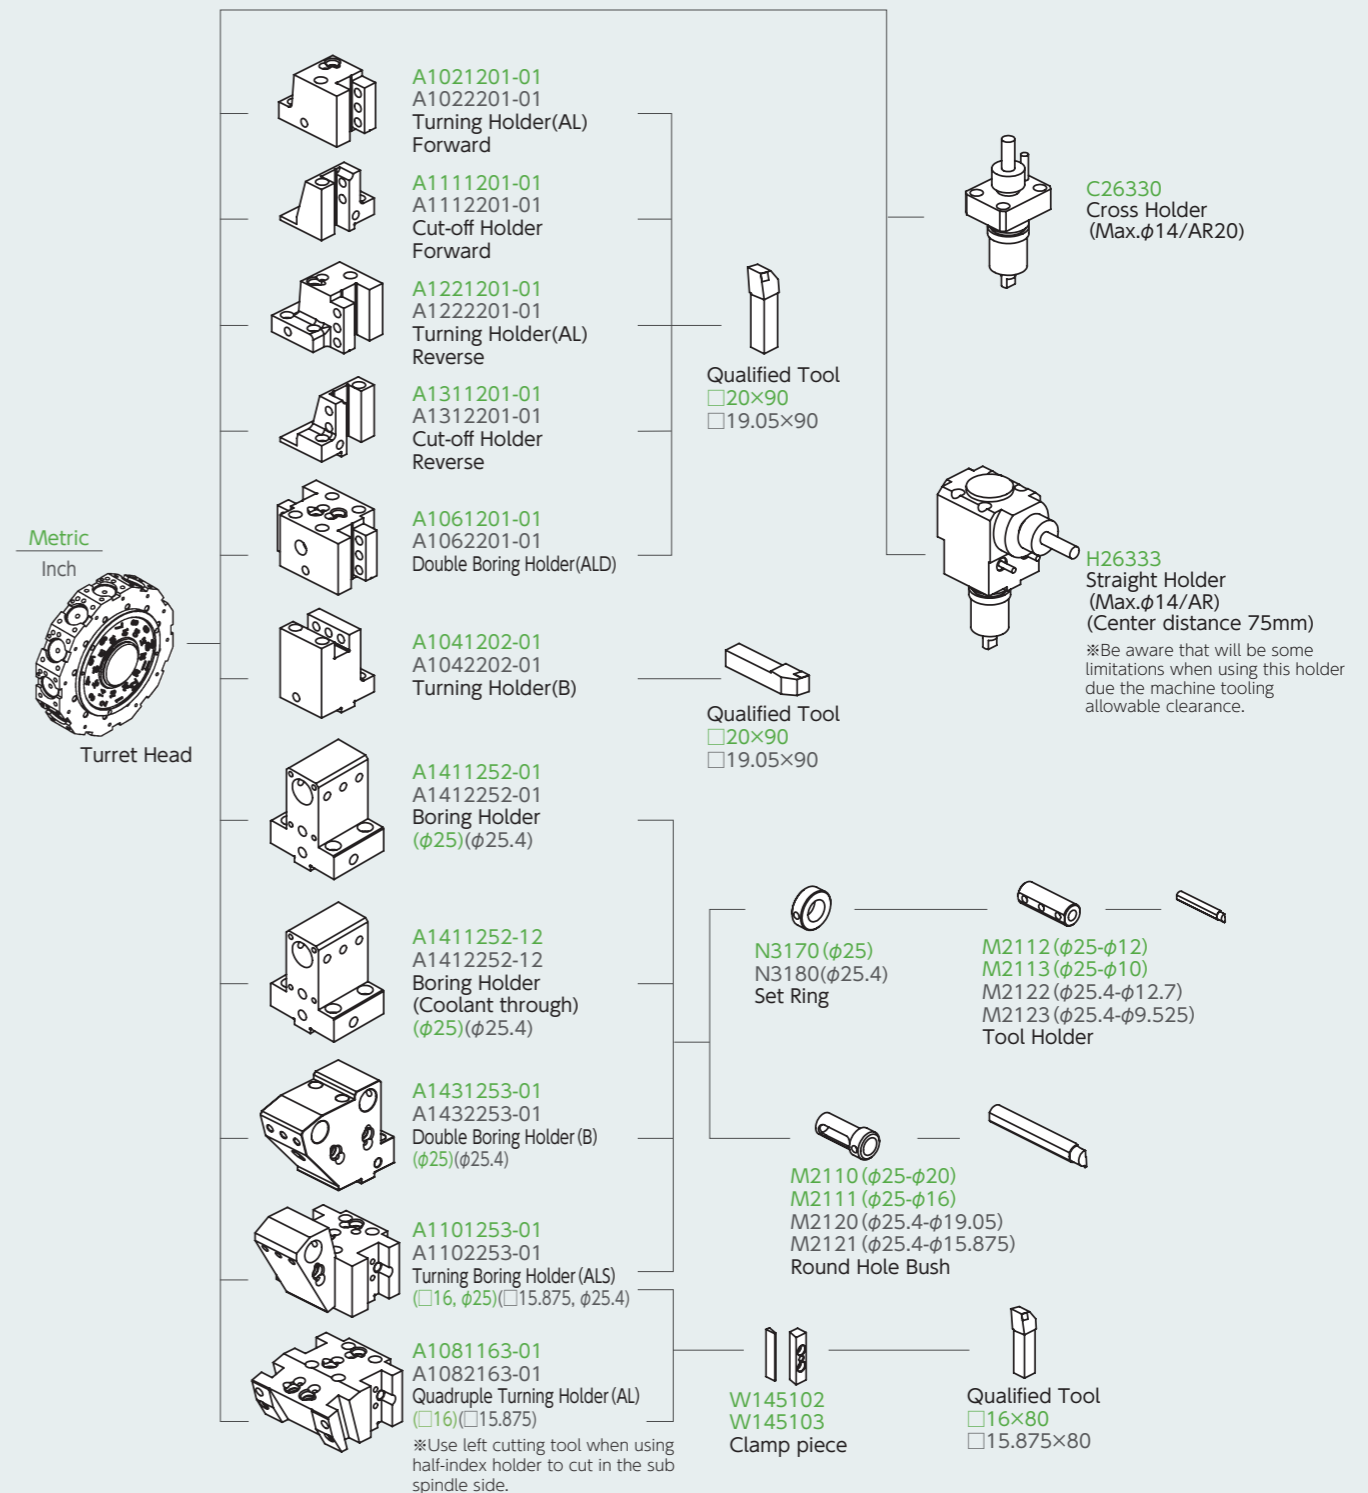 Metric
Inch
Turret Head
A1021201-01
A1022201-01
Turning Holder(AL)
Forward
A1111201-01
A1112201-01
Cut-off Holder
Forward
A1221201-01
A1222201-01
Turning Holder(AL)
Reverse
A1311201-01
A1312201-01
Cut-off Holder
Reverse
A1061201-01
A1062201-01
Double Boring Holder(ALD)
A1041202-01
A1042202-01
Turning Holder(B)
A1411252-01
A1412252-01
Boring Holder
(φ25)(φ25.4)
A1411252-12
A1412252-12
Boring Holder
(Coolant through)
(φ25)(φ25.4)
A1431253-01
A1432253-01
Double Boring Holder(B)
(φ25)(φ25.4)
A1101253-01
A1102253-01
Turning Boring Holder(ALS)
(□16, φ25)(□15.875, φ25.4)
A1081163-01
A1082163-01
Quadruple Turning Holder(AL)
(□16)(□15.875)
※Use left cutting tool when using
half-index holder to cut in the sub
spindle side.
Qualified Tool
□20×90
□19.05×90
Qualified Tool
□20×90
□19.05×90
N3170(φ25)
N3180(φ25.4)
Set Ring
M2112(φ25-φ12)
M2113(φ25-φ10)
M2122(φ25.4-φ12.7)
M2123(φ25.4-φ9.525)
Tool Holder
M2110(φ25-φ20)
M2111(φ25-φ16)
M2120(φ25.4-φ19.05)
M2121(φ25.4-φ15.875)
Round Hole Bush
W145102
W145103
Clamp piece
Qualified Tool
□16×80
□15.875×80
C26330
Cross Holder
(Max.φ14/AR20)
H26333
Straight Holder
(Max.φ14/AR)
(Center distance 75mm)
※Be aware that will be some
limitations when using this holder
due the machine tooling
allowable clearance.